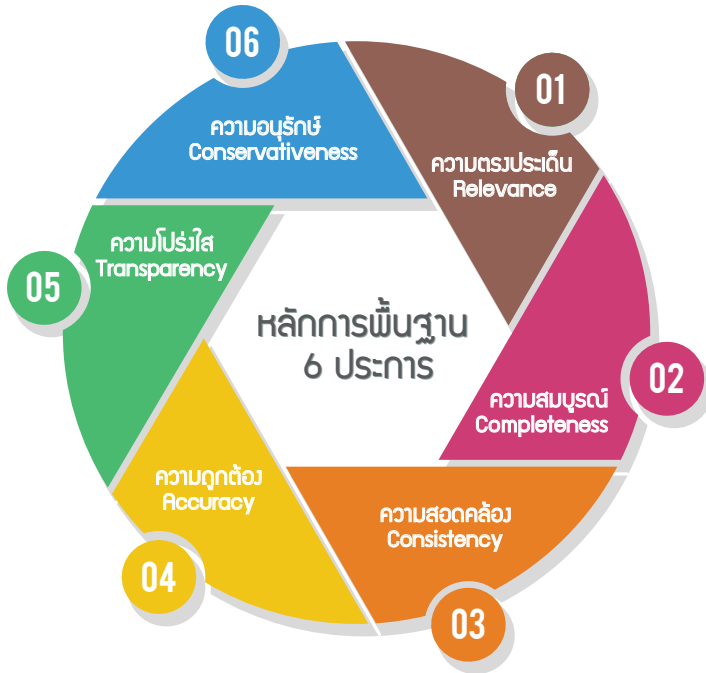 หลักการพื้นฐาน
6 ประการ
01
ความตรงประเด็น
Relevance
02
ความสมบูรณ์
Completeness
03
ความสอดคล้อง
Consistency
04
ความถูกต้อง
Accuracy
05
ความโปร่งใส
Transparency
06
ความอนุรักษ์
Conservativeness